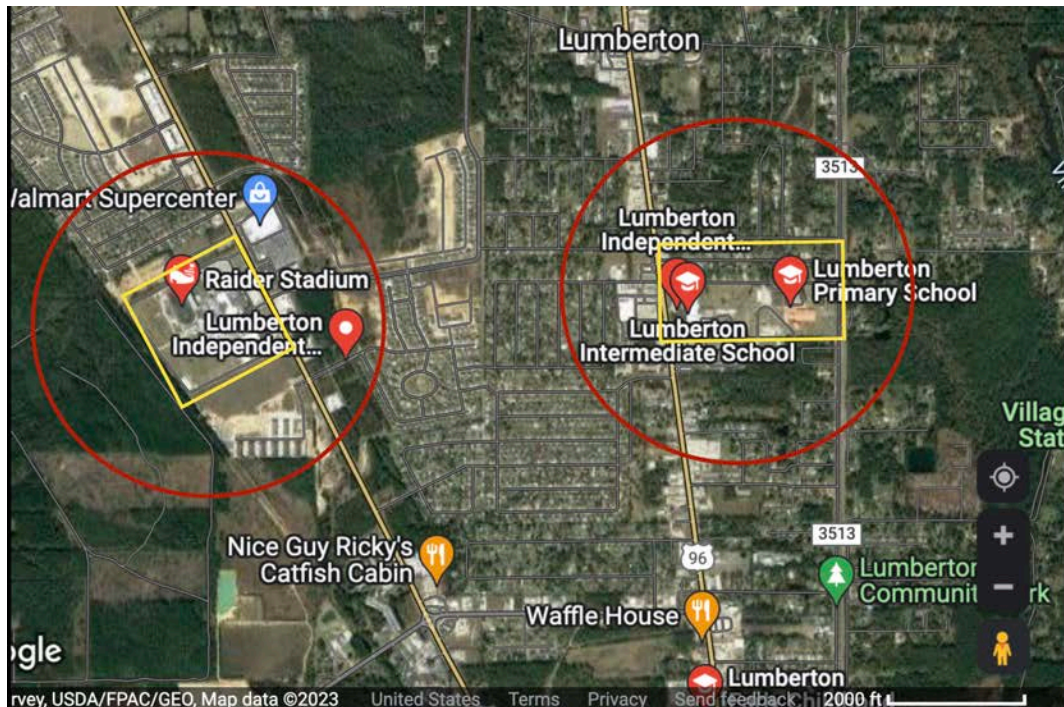 Lumberton
3513
Walmart Supercenter
Lumberton
Independent...
Raider Stadium
Lumberton
Primary School
Lumberton
Independent...
Lumberton
Intermediate School
Villag
Stat
3513
Nice Guy Ricky's
Catfish Cabin
96
Lumberton
Community Park
Waffle House
ogle
Lumberton
rvey, USDA/FPAC/GEO, Map data ©2023 United States Terms Privacy Send feedback 2000 ft